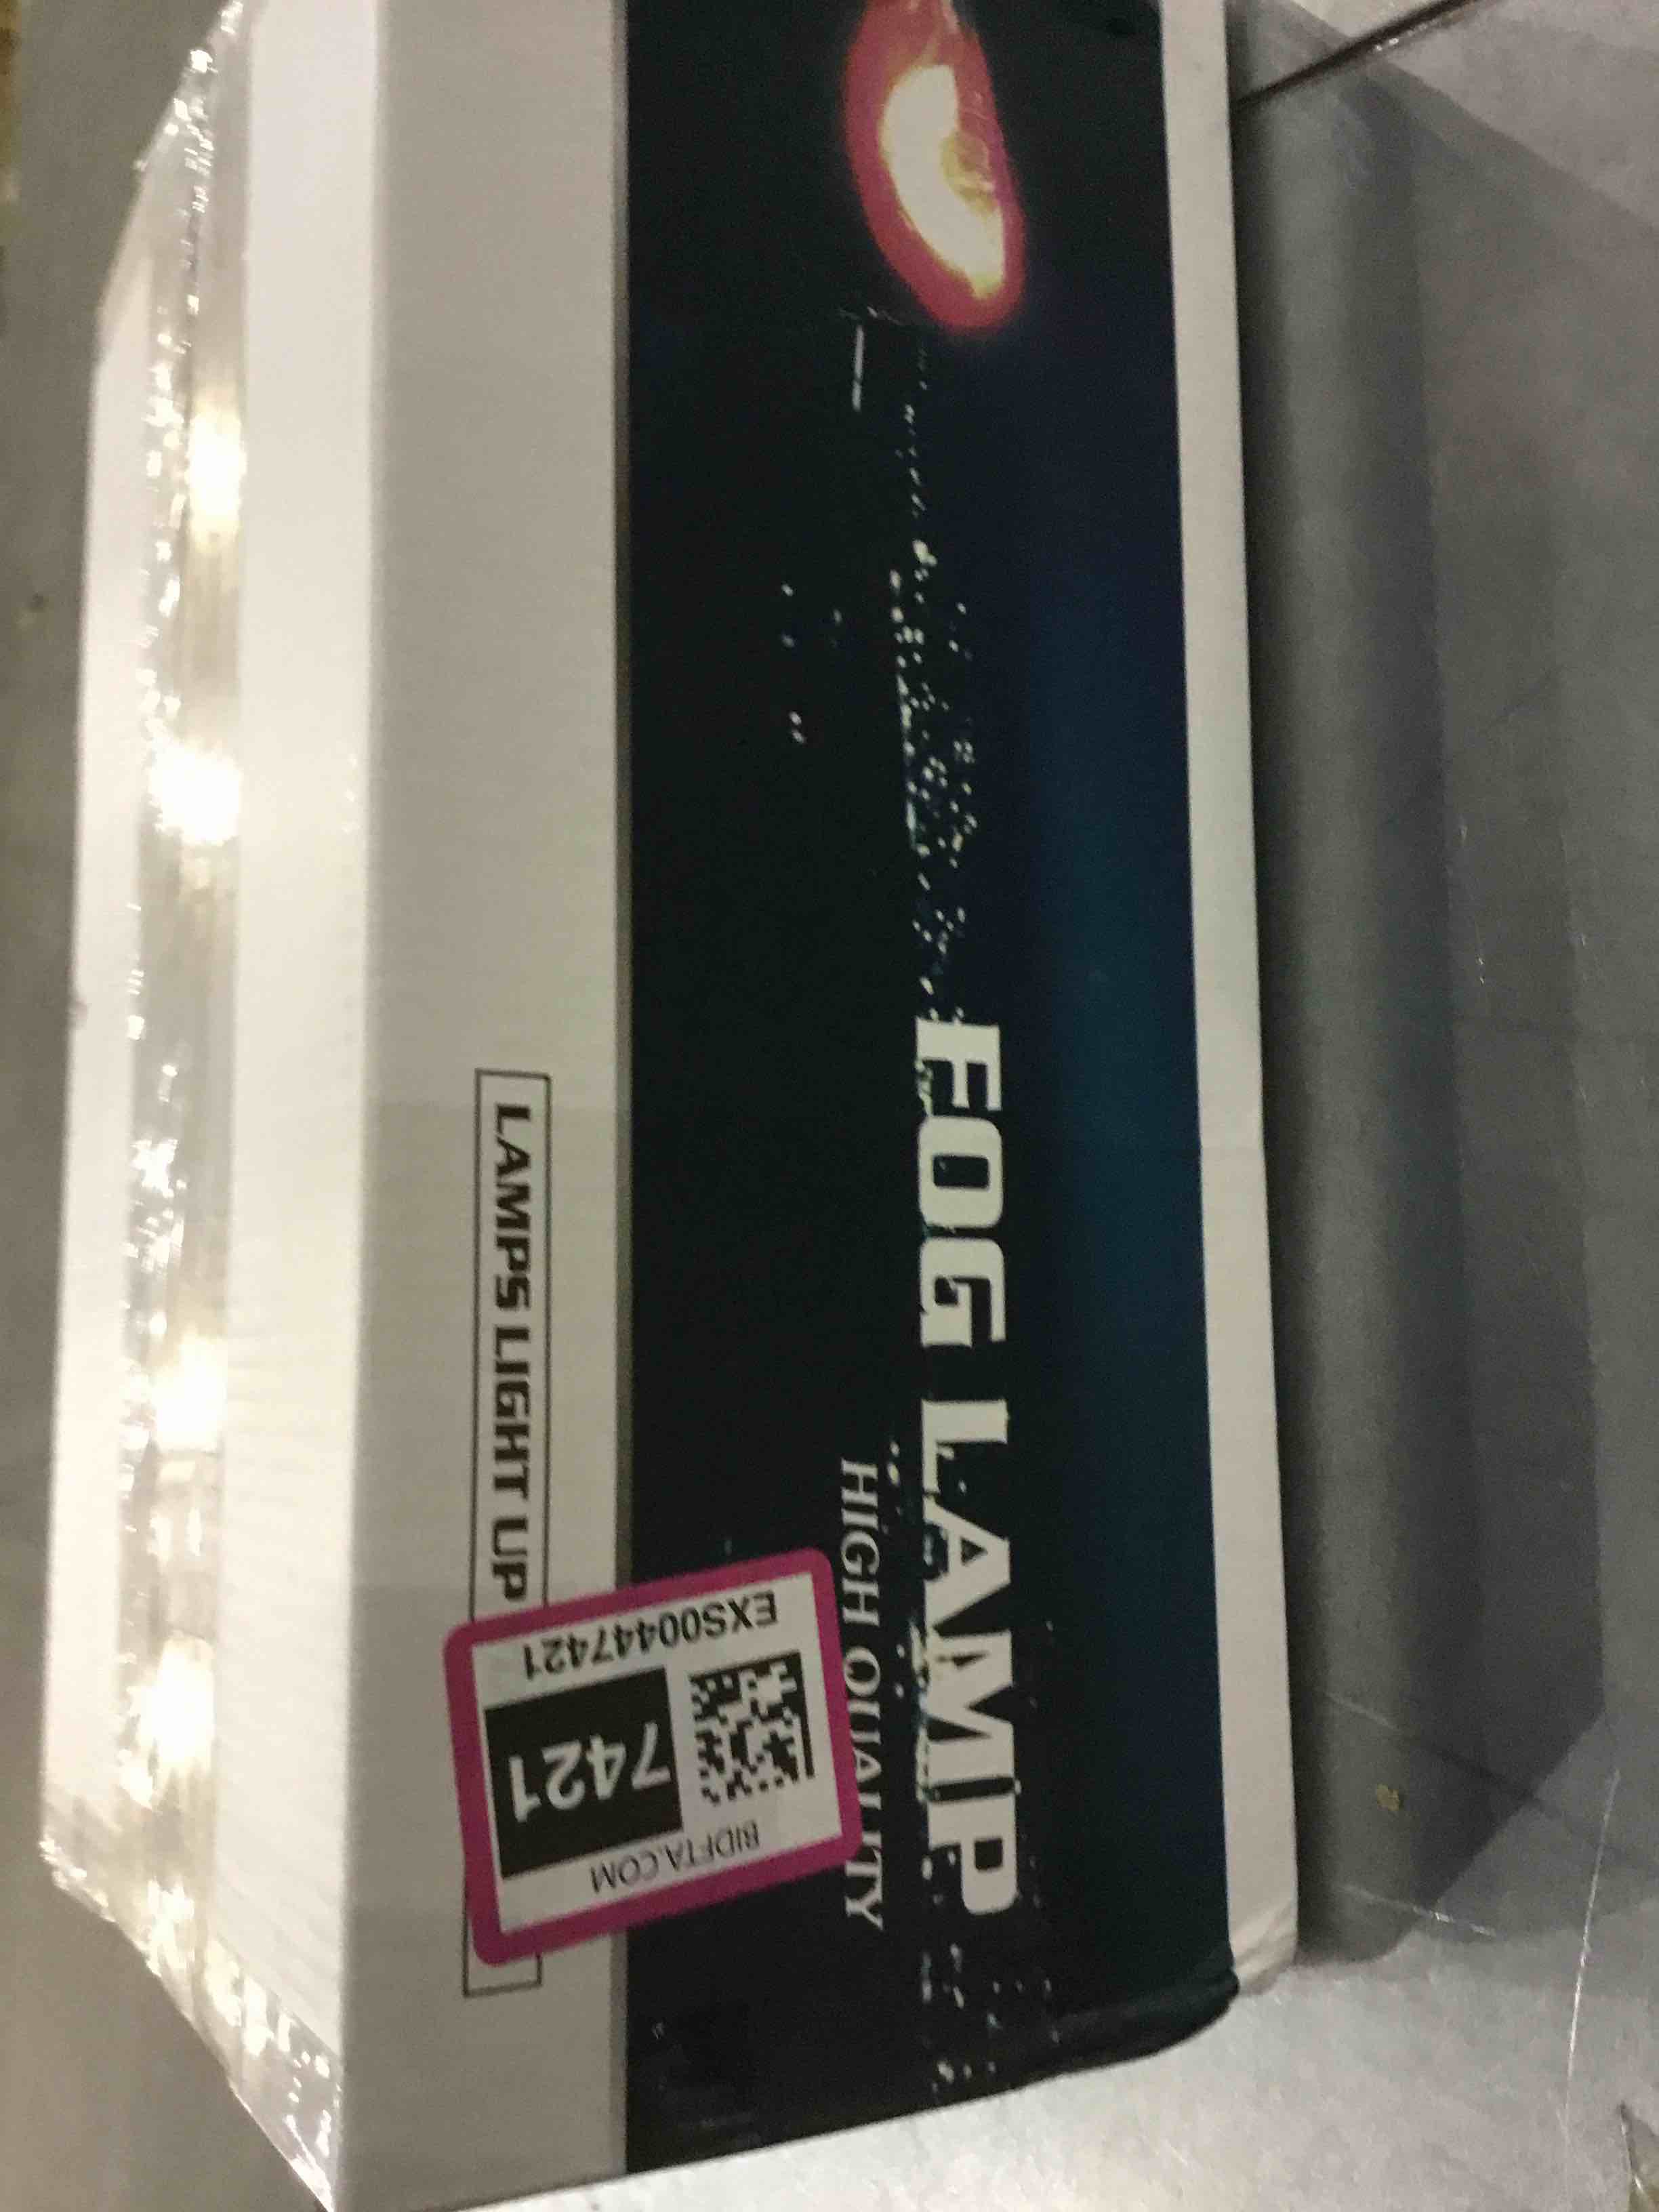 FOG LAMP
HIGH QUALITY
LAMPS LIGHT UP
BIDFTA.COM
7421
EXS00447421